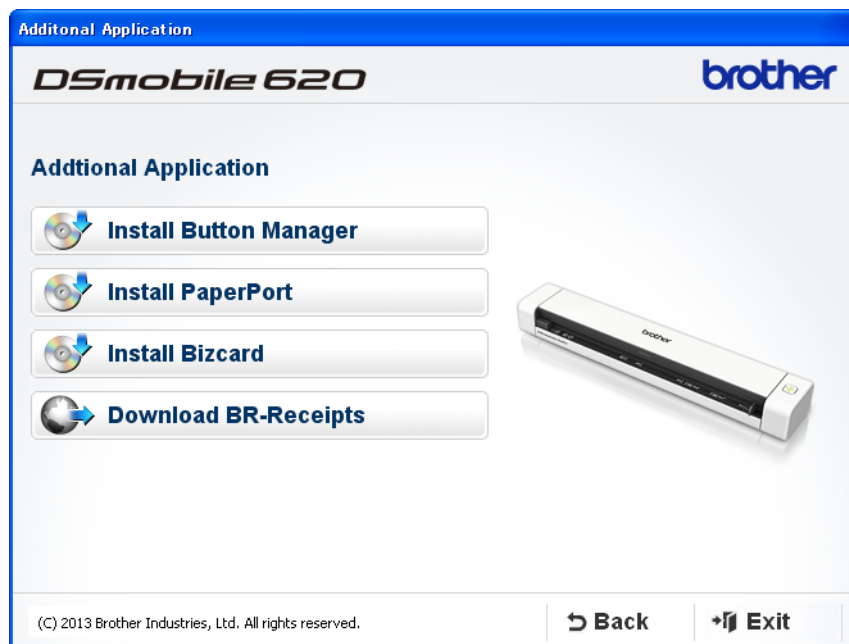 Additonal Application
DSmobile 620
brother
Addtional Application
Install Button Manager
Install PaperPort
Install Bizcard
Download BR-Receipts
brother
(C) 2013 Brother Industries, Ltd. All rights reserved.
Back
Exit